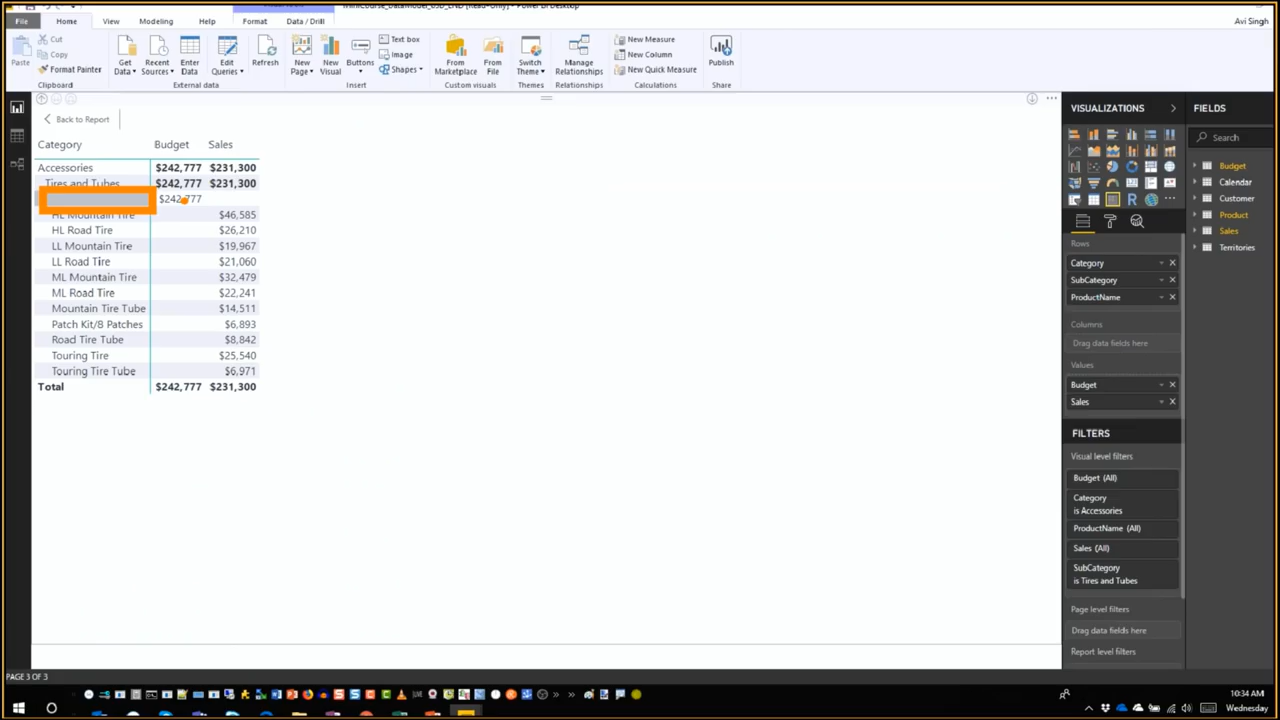 MiniCourse_DataModel_USD_END [Read-Only] - Power BI Desktop
File
Home
View
Modeling
Help
Format
Data / Drill
Avi Singh
Paste
Cut
Copy
Format Painter
Clipboard
Get
Data
Recent
Sources
Enter
Data
Edit
Queries
Refresh
External data
New
Page
New
Visual
Buttons
Text box
Image
Shapes
Insert
From
Marketplace
From
File
Custom visuals
Switch
Theme
Themes
Manage
Relationships
Relationships
New Measure
New Column
New Quick Measure
Calculations
Publish
Share
Back to Report
Category Budget Sales
Accessories $242,777 $231,300
Tires and Tubes $242,777 $231,300
$242,777
HL Mountain Tire $46,585
HL Road Tire $26,210
LL Mountain Tire $19,967
LL Road Tire $21,060
ML Mountain Tire $32,479
ML Road Tire $22,241
Mountain Tire Tube $14,511
Patch Kit/8 Patches $6,893
Road Tire Tube $8,842
Touring Tire $25,540
Touring Tire Tube $6,971
Total $242,777 $231,300
VISUALIZATIONS
R
Rows
Category
SubCategory
ProductName
Columns
Drag data fields here
Values
Budget
Sales
FILTERS
Visual level filters
Budget (All)
Category
is Accessories
ProductName (All)
Sales (All)
SubCategory
is Tires and Tubes
Page level filters
Drag data fields here
Report level filters
FIELDS
Search
Budget
Calendar
Customer
Product
Sales
Territories
PAGE 3 OF 3
LIVE
10:34 AM
Wednesday